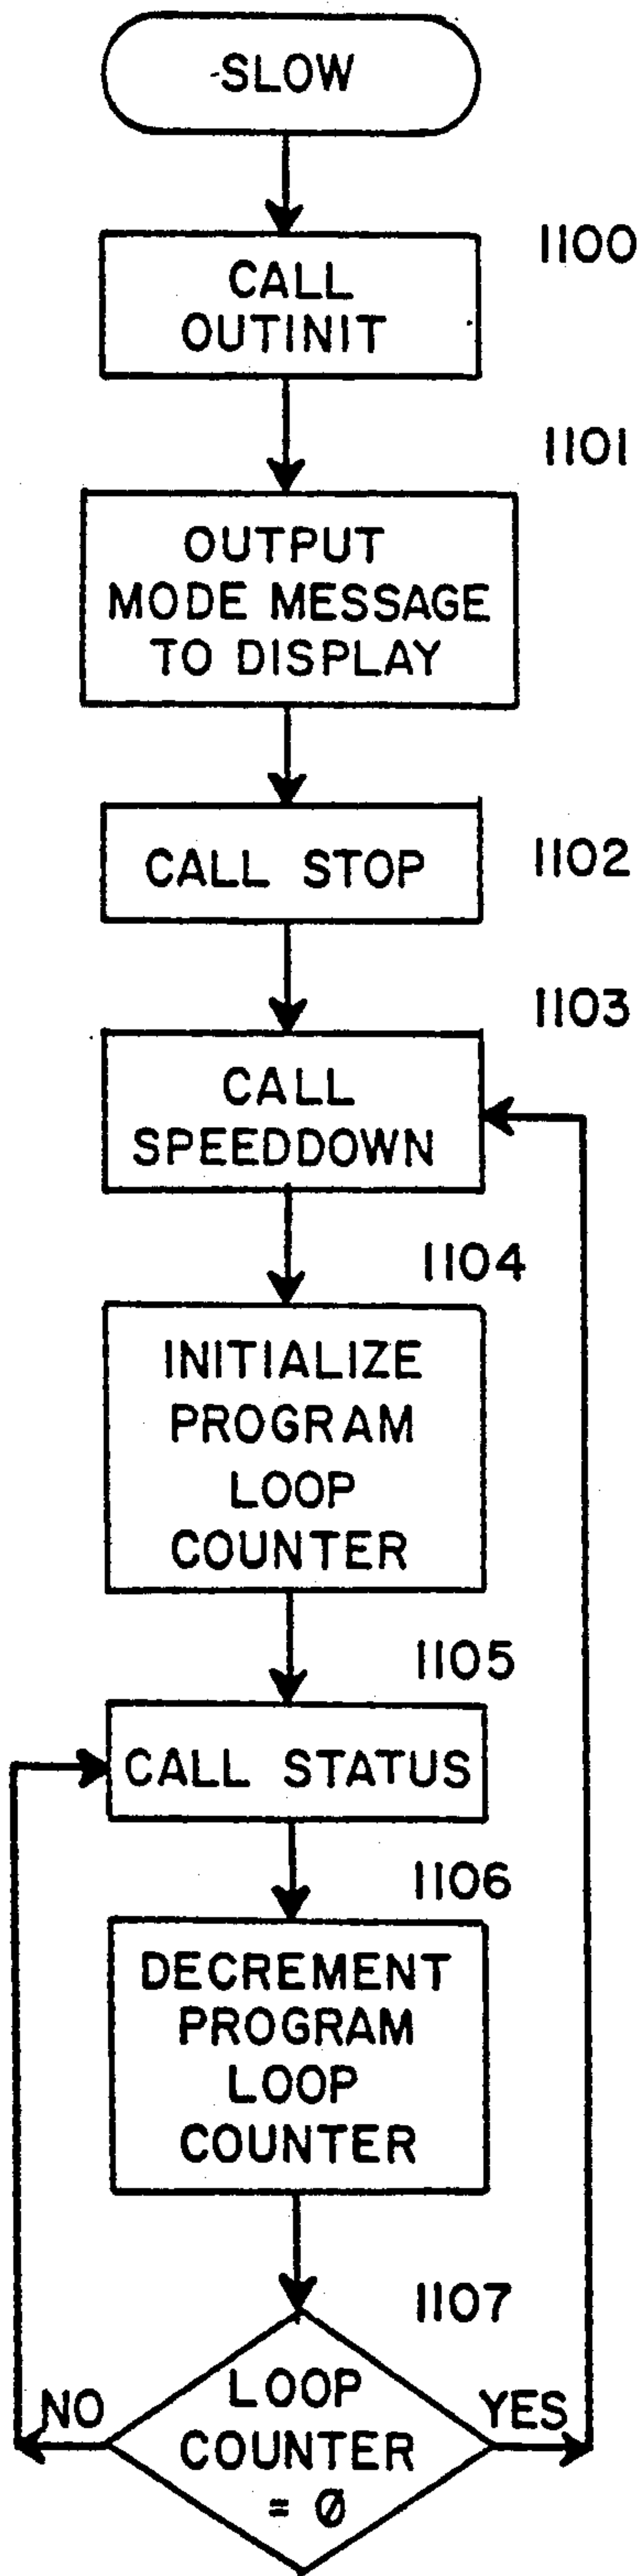 SLOW
1100
CALL
OUTINIT
1101
OUTPUT
MODE MESSAGE
TO DISPLAY
1102
CALL STOP
1103
CALL
SPEEDDOWN
1104
INITIALIZE
PROGRAM
LOOP
COUNTER
1105
CALL STATUS
1106
DECREMENT
PROGRAM
LOOP
COUNTER
1107
NO
LOOP
COUNTER
= Ø
YES